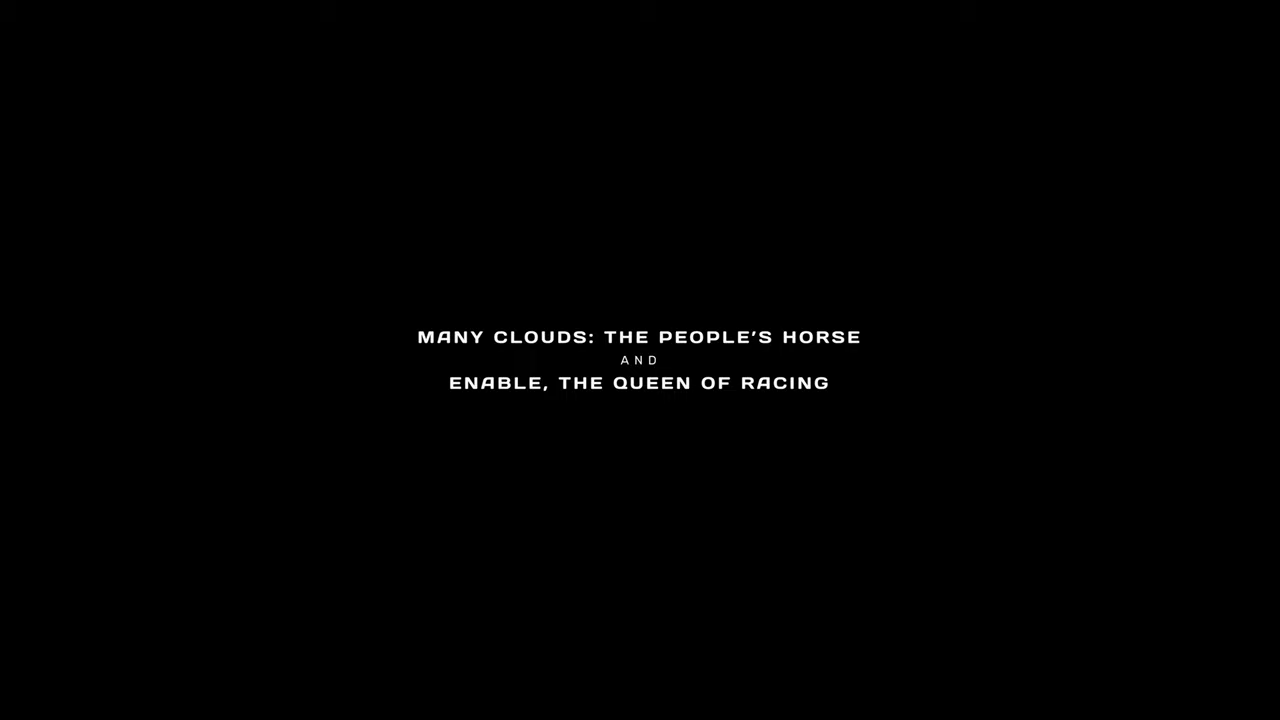 MANY CLOUDS: THE PEOPLE'S HORSE
AND
ENABLE, THE QUEEN OF RACING